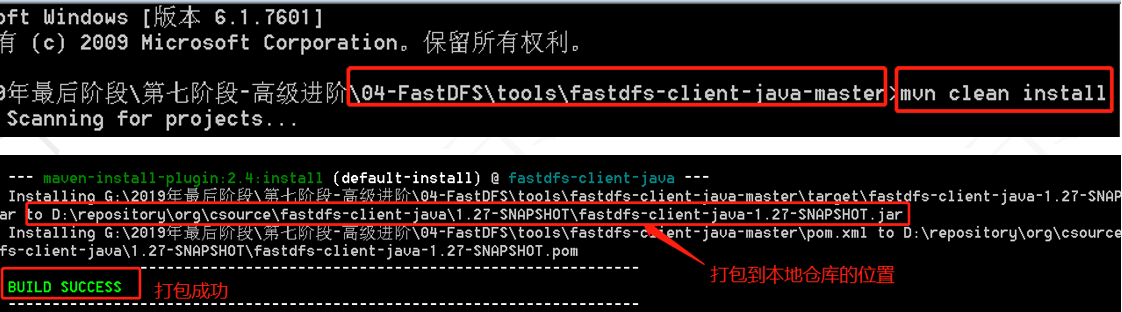 oft Windows [版本 6.1.7601]
有 (c) 2009 Microsoft Corporation。保留所有权利。
9年最后阶段\第七阶段-高级进阶\04-FastDFS\tools\fastdfs-client-java-master>mvn clean install
Scanning for projects...
--- maven-install-plugin:2.4:install (default-install) @ fastdfs-client-java ---
Installing G:\2019年最后阶段\第七阶段-高级进阶\04-FastDFS\tools\fastdfs-client-java-master\target\fastdfs-client-java-1.27-SNAP
ar to D:\repository\org\csource\fastdfs-client-java\1.27-SNAPSHOT\fastdfs-client-java-1.27-SNAPSHOT.jar
Installing G:\2019年最后阶段\第七阶段-高级进阶\04-FastDFS\tools\fastdfs-client-java-master\pom.xml to D:\repository\org\csource
fs-client-java\1.27-SNAPSHOT\fastdfs-client-java-1.27-SNAPSHOT.pom
------------------------------------------------------------------------
打包到本地仓库的位置
BUILD SUCCESS 打包成功
------------------------------------------------------------------------